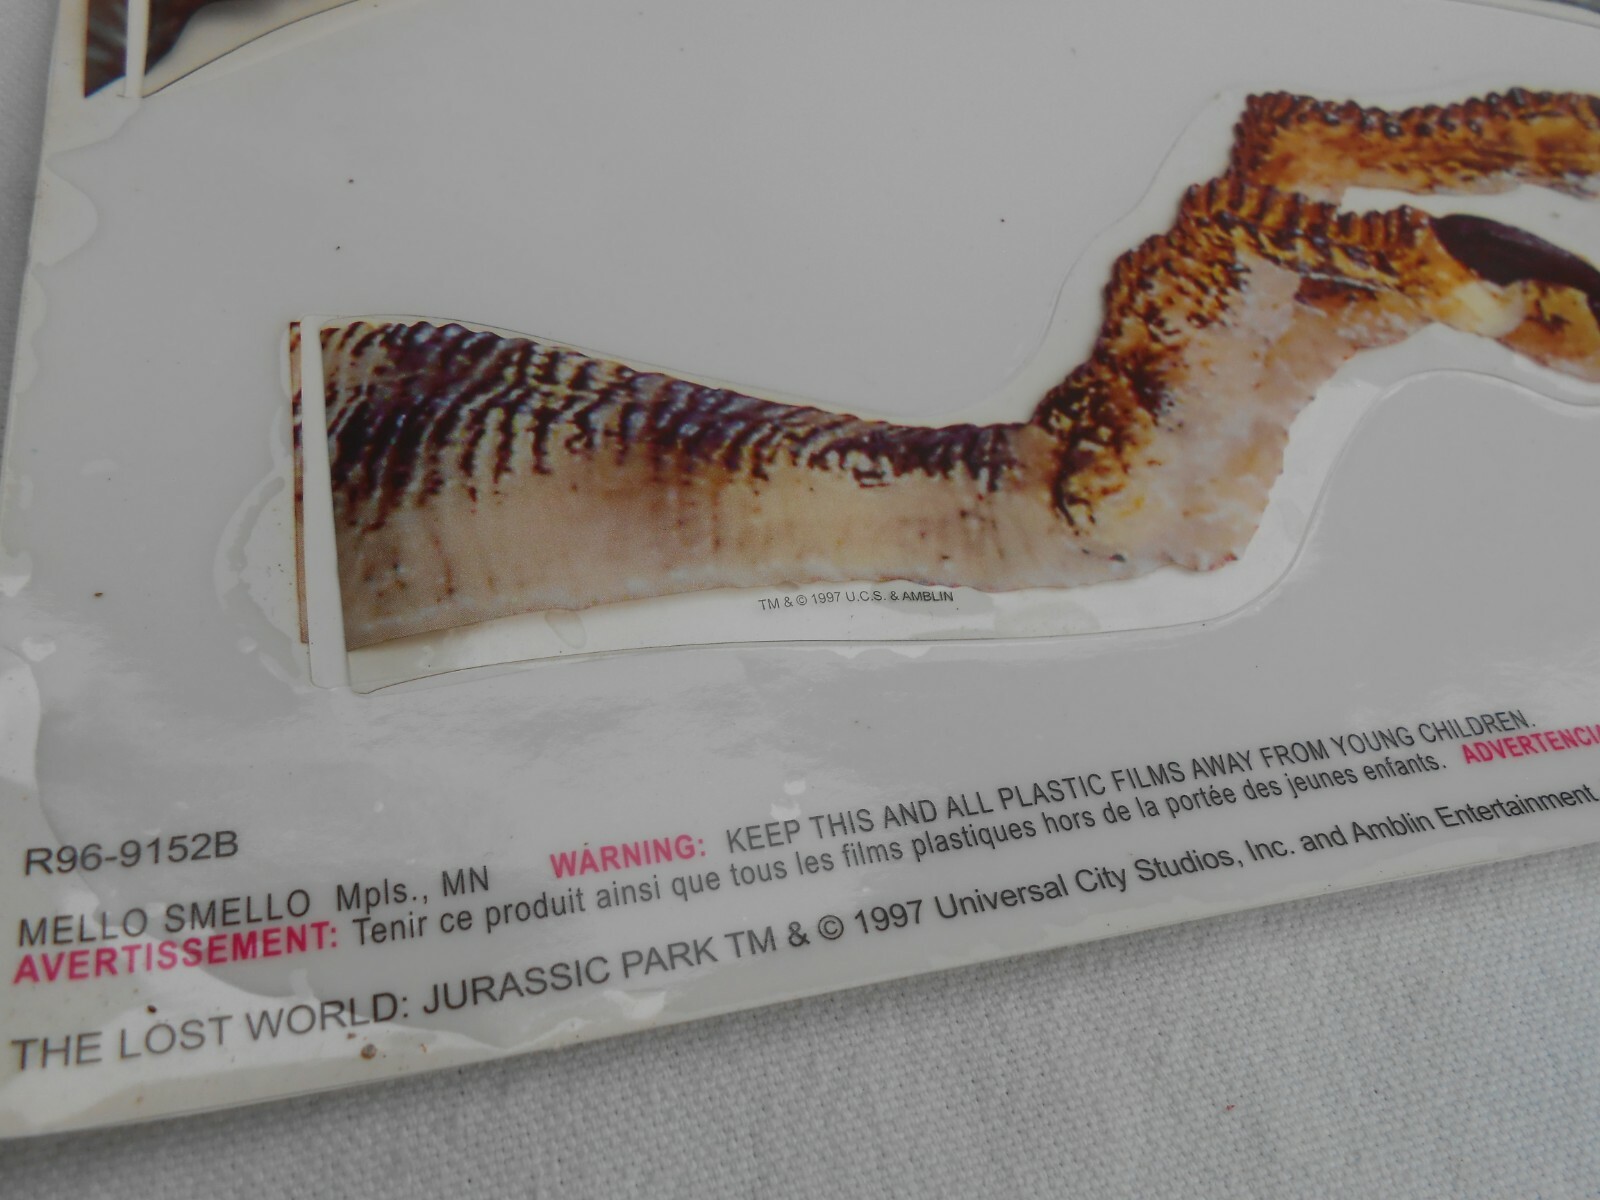 TM & © 1997 U.C.S. & AMBLIN
R96-9152B
MELLO SMELLO Mpls., MN WARNING: KEEP THIS AND ALL PLASTIC FILMS AWAY FROM YOUNG CHILDREN.
AVERTISSEMENT: Tenir ce produit ainsi que tous les films plastiques hors de la portée des jeunes enfants. ADVERTENCIA
THE LOST WORLD: JURASSIC PARK TM & © 1997 Universal City Studios, Inc. and Amblin Entertainment,